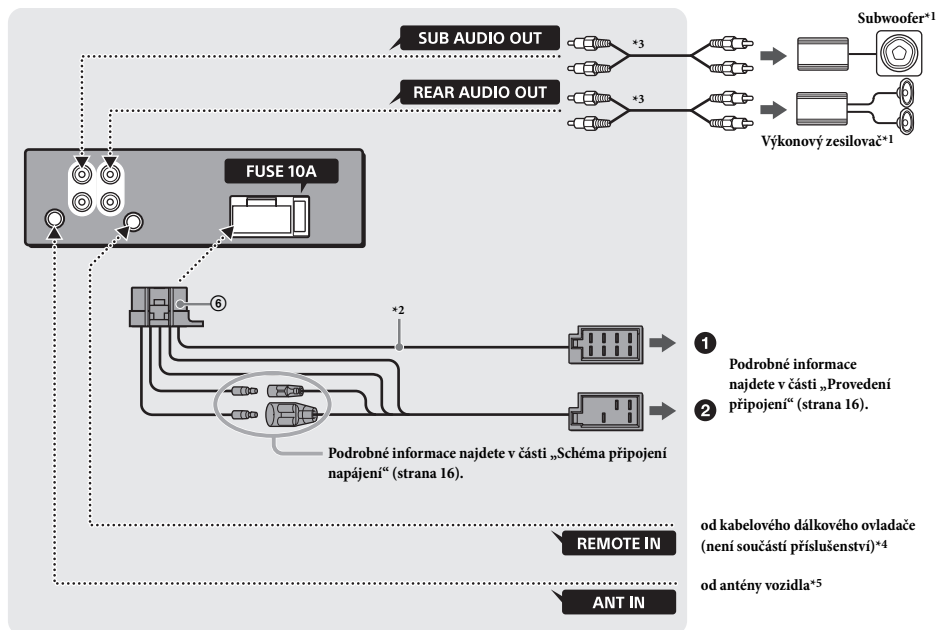 Subwoofer*1
SUB AUDIO OUT
*3
REAR AUDIO OUT
*3
Výkonový zesilovač*1
FUSE 10A
⑥
*2
❶
Podrobné informace
najdete v části „Provedení
připojení“ (strana 16).
❷
Podrobné informace najdete v části „Schéma připojení
napájení“ (strana 16).
od kabelového dálkového ovladače
(není součástí příslušenství)*4
REMOTE IN
od antény vozidla*5
ANT IN